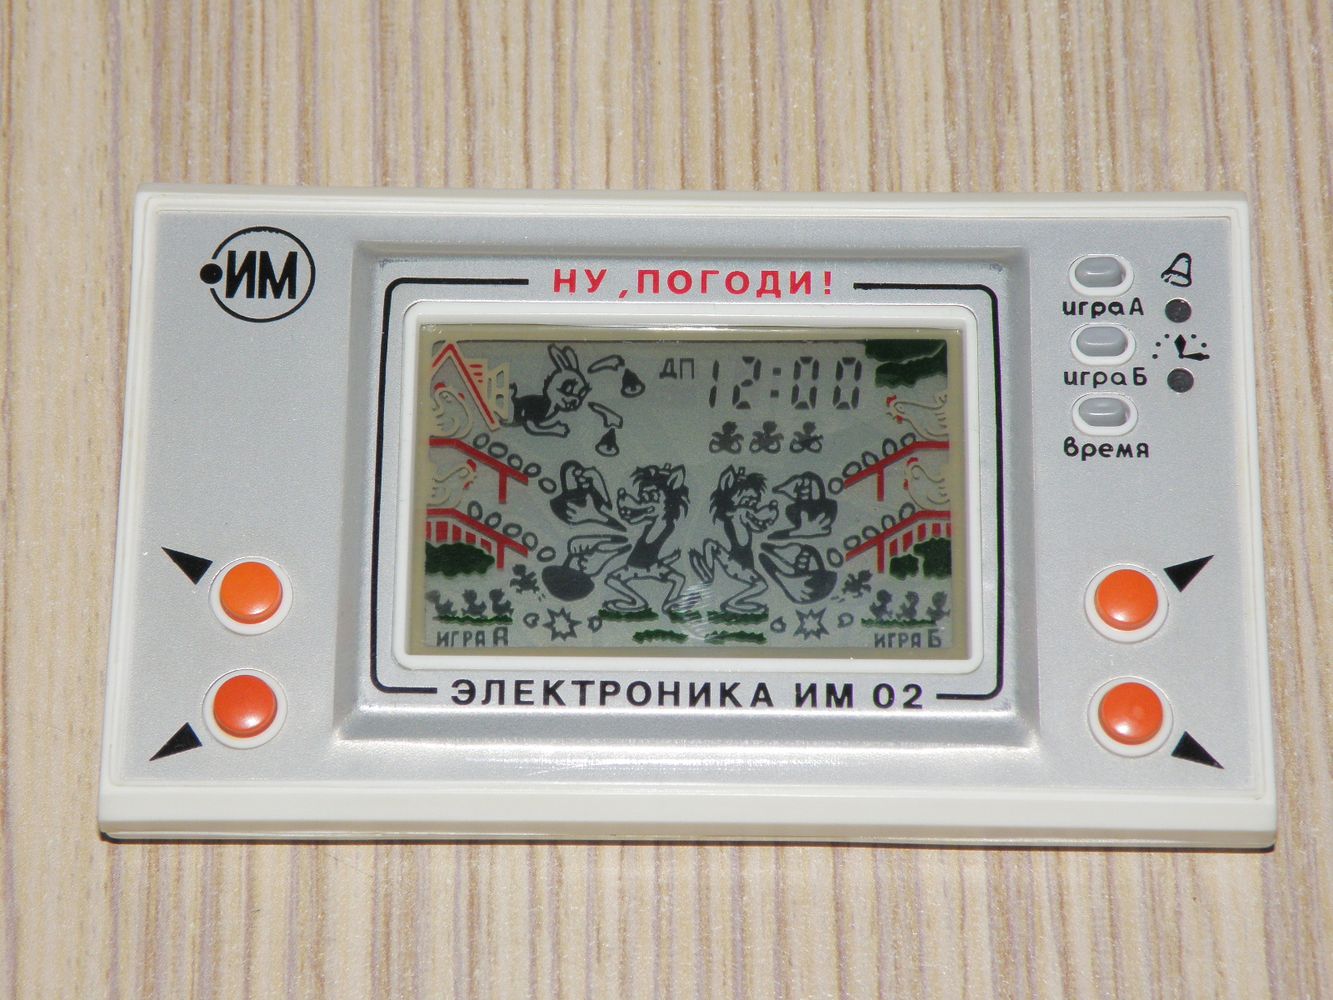 ИМ
НУ, ПОГОДИ!
игра А
игра Б
время
ДП 12:00
ИГРА А
ИГРА Б
ЭЛЕКТРОНИКА ИМ 02